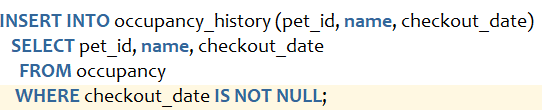 INSERT INTO occupancy_history (pet_id, name, checkout_date)
SELECT pet_id, name, checkout_date
FROM occupancy
WHERE checkout_date IS NOT NULL;